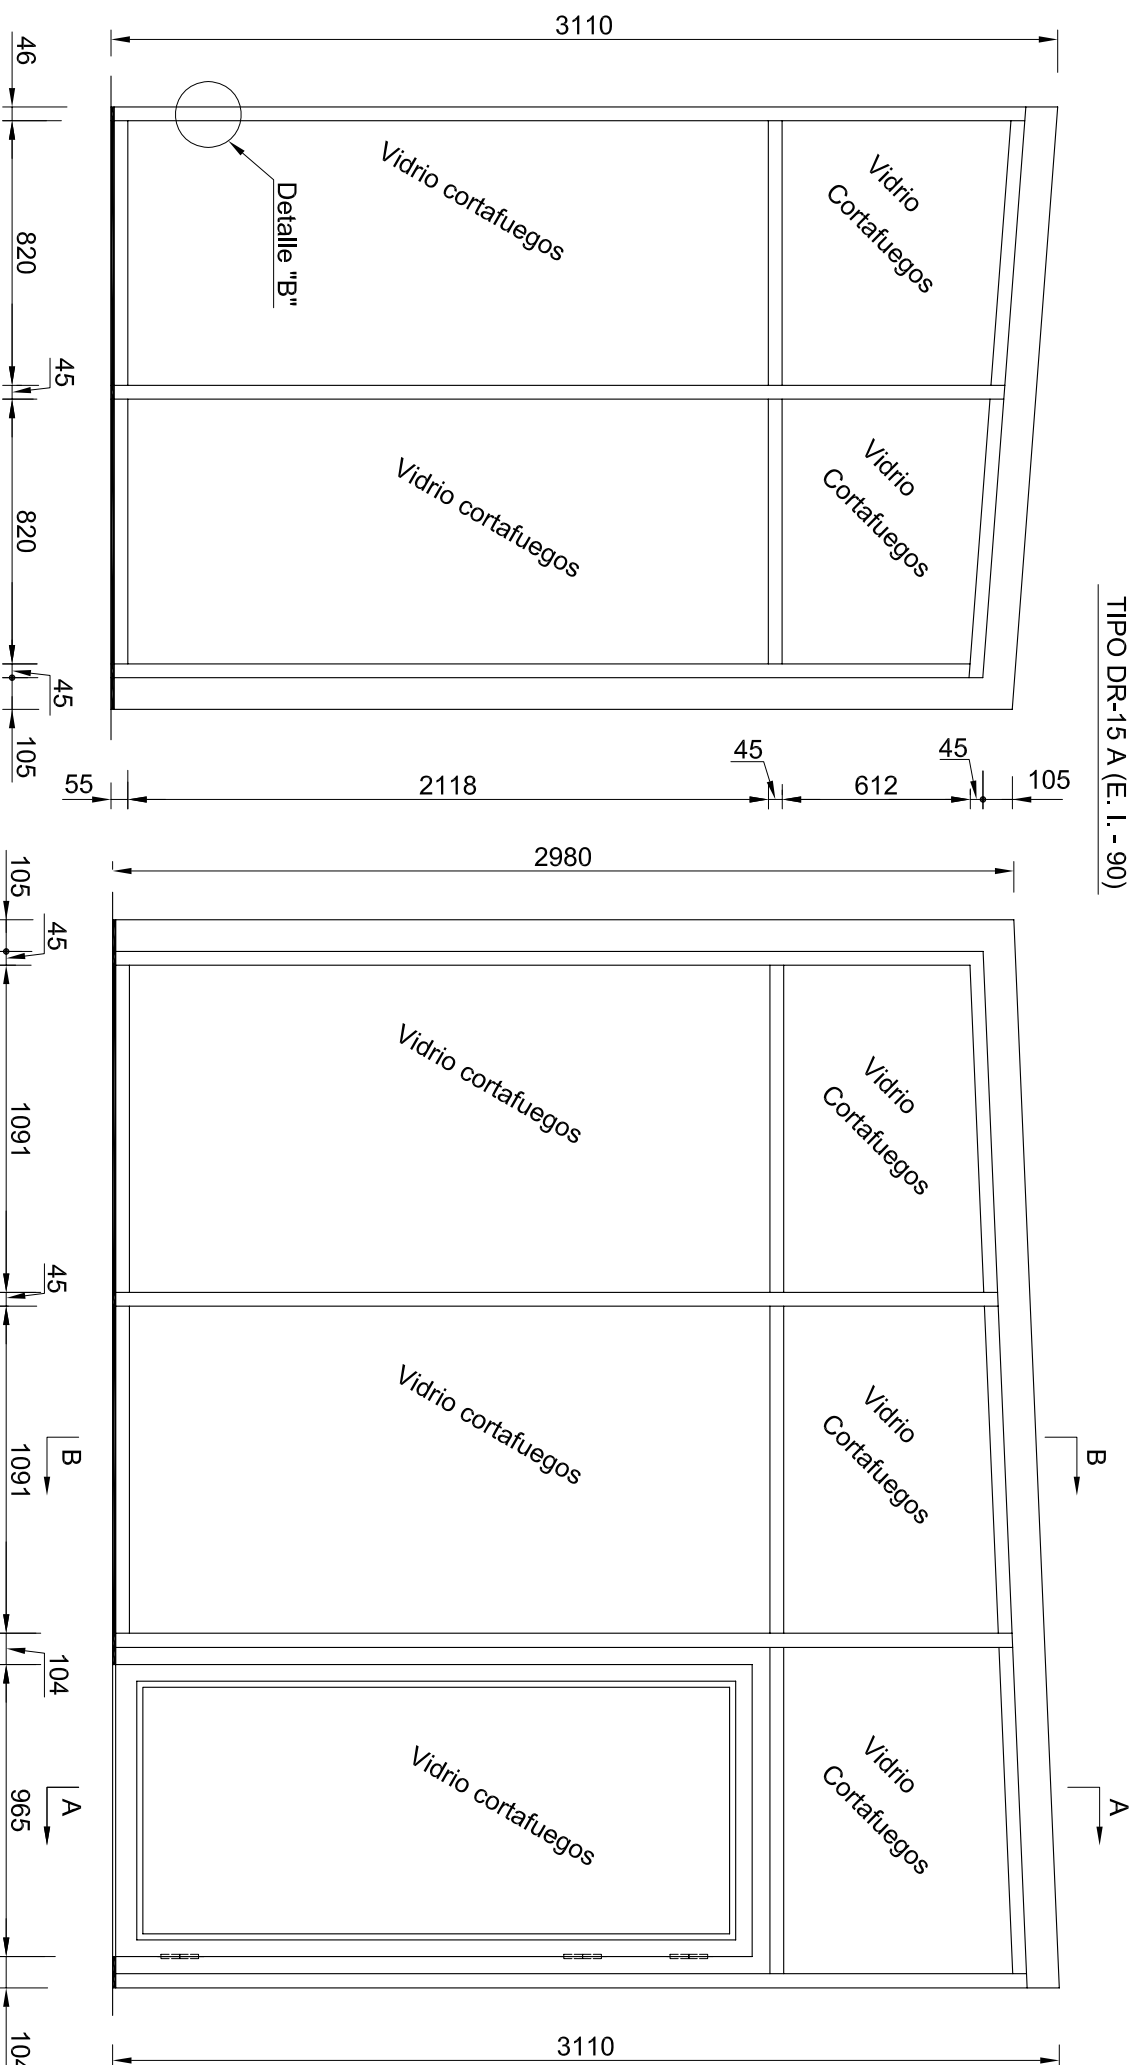 TIPO DR-15 A (E. I. - 90)
3110
Vidrio
Cortafuegos
Vidrio
Cortafuegos
Vidrio cortafuegos
Vidrio cortafuegos
Detalle "B"
46
820
45
820
45
105
105
45
612
45
2118
55
2980
B
A
Vidrio
Cortafuegos
Vidrio
Cortafuegos
Vidrio
Cortafuegos
Vidrio cortafuegos
Vidrio cortafuegos
Vidrio cortafuegos
B
A
105
45
1091
45
1091
104
965
104
3110